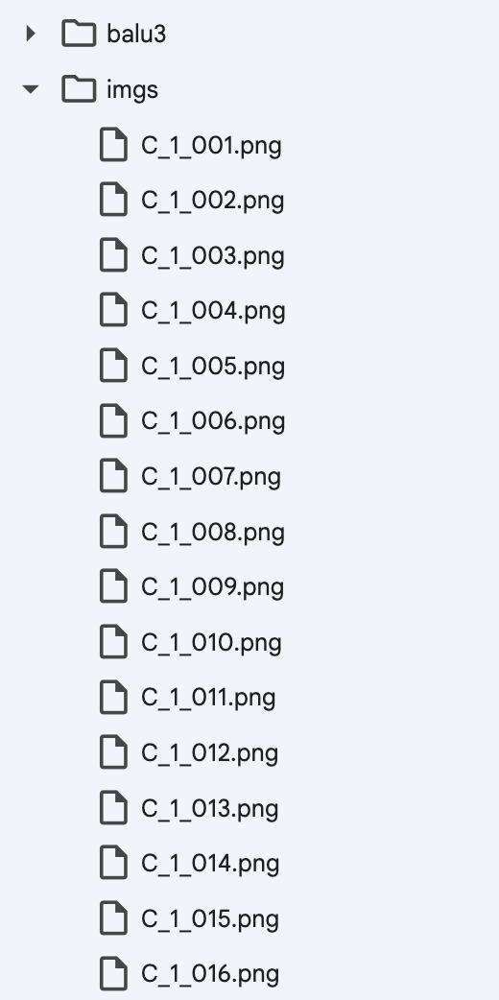 balu3
imgs
C_1_001.png
C_1_002.png
C_1_003.png
C_1_004.png
C_1_005.png
C_1_006.png
C_1_007.png
C_1_008.png
C_1_009.png
C_1_010.png
C_1_011.png
C_1_012.png
C_1_013.png
C_1_014.png
C_1_015.png
C_1_016.png